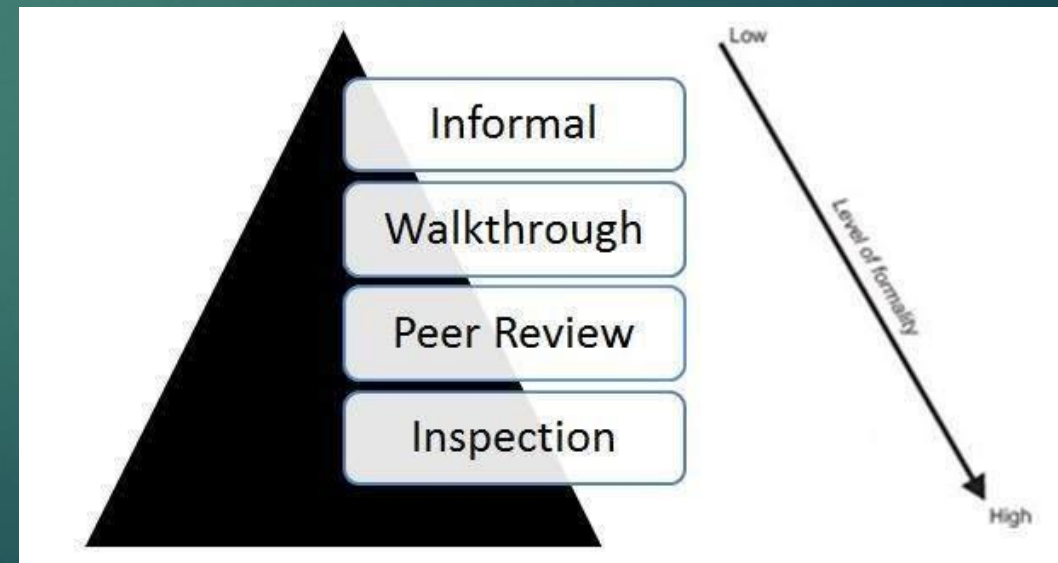 Informal
Walkthrough
Peer Review
Inspection
Low
Level of formality
High